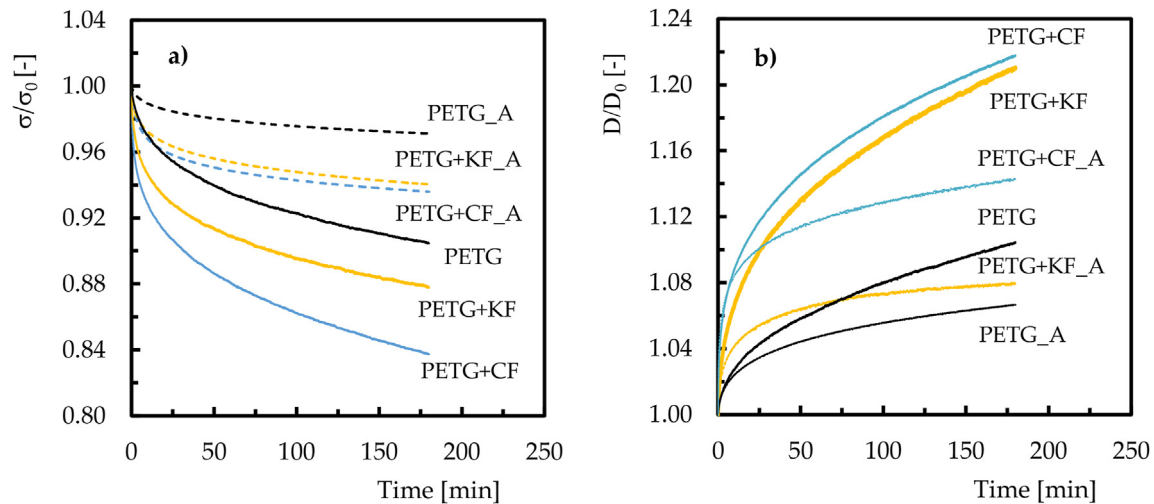 a)
σ/σ₀ [-]
1.04
1.00
0.96
0.92
0.88
0.84
0.80
PETG_A
PETG+KF_A
PETG+CF_A
PETG
PETG+KF
PETG+CF
0
50
100
150
200
250
Time [min]
b)
D/D₀ [-]
1.24
1.20
1.16
1.12
1.08
1.04
1.00
PETG+CF
PETG+KF
PETG+CF_A
PETG
PETG+KF_A
PETG_A
0
50
100
150
200
250
Time [min]